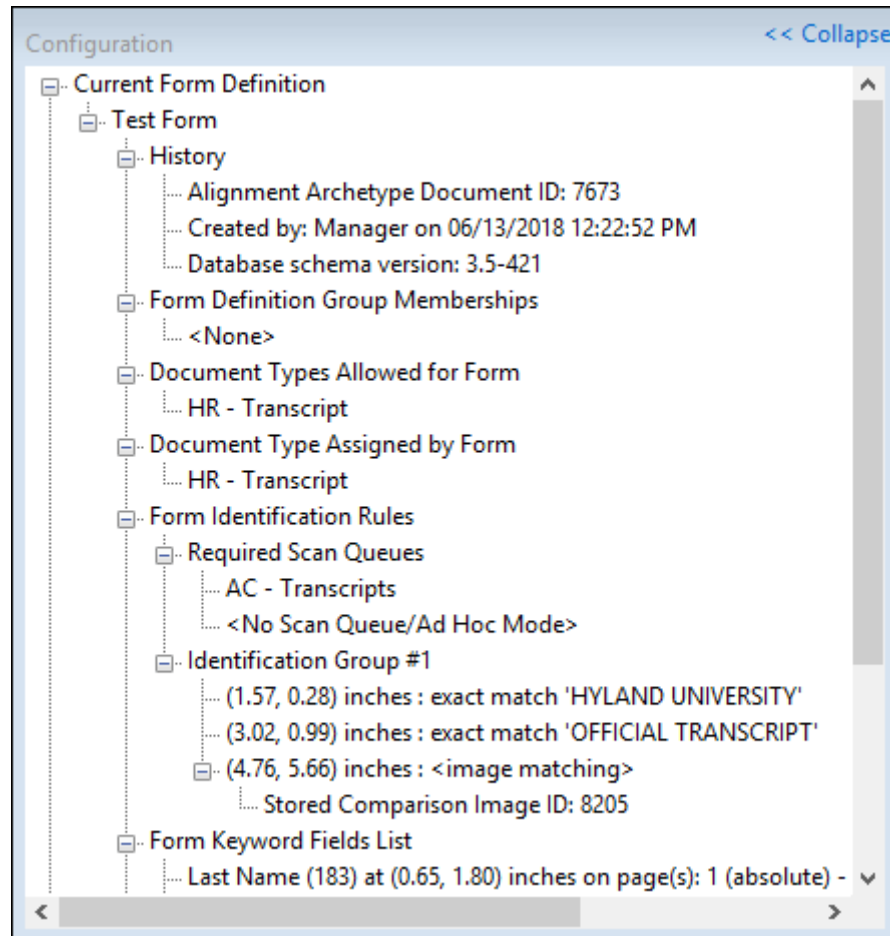 Configuration
<< Collapse
Current Form Definition
Test Form
History
Alignment Archetype Document ID: 7673
Created by: Manager on 06/13/2018 12:22:52 PM
Database schema version: 3.5-421
Form Definition Group Memberships
<None>
Document Types Allowed for Form
HR - Transcript
Document Type Assigned by Form
HR - Transcript
Form Identification Rules
Required Scan Queues
AC - Transcripts
<No Scan Queue/Ad Hoc Mode>
Identification Group #1
(1.57, 0.28) inches : exact match 'HYLAND UNIVERSITY'
(3.02, 0.99) inches : exact match 'OFFICIAL TRANSCRIPT'
(4.76, 5.66) inches : <image matching>
Stored Comparison Image ID: 8205
Form Keyword Fields List
Last Name (183) at (0.65, 1.80) inches on page(s): 1 (absolute) -